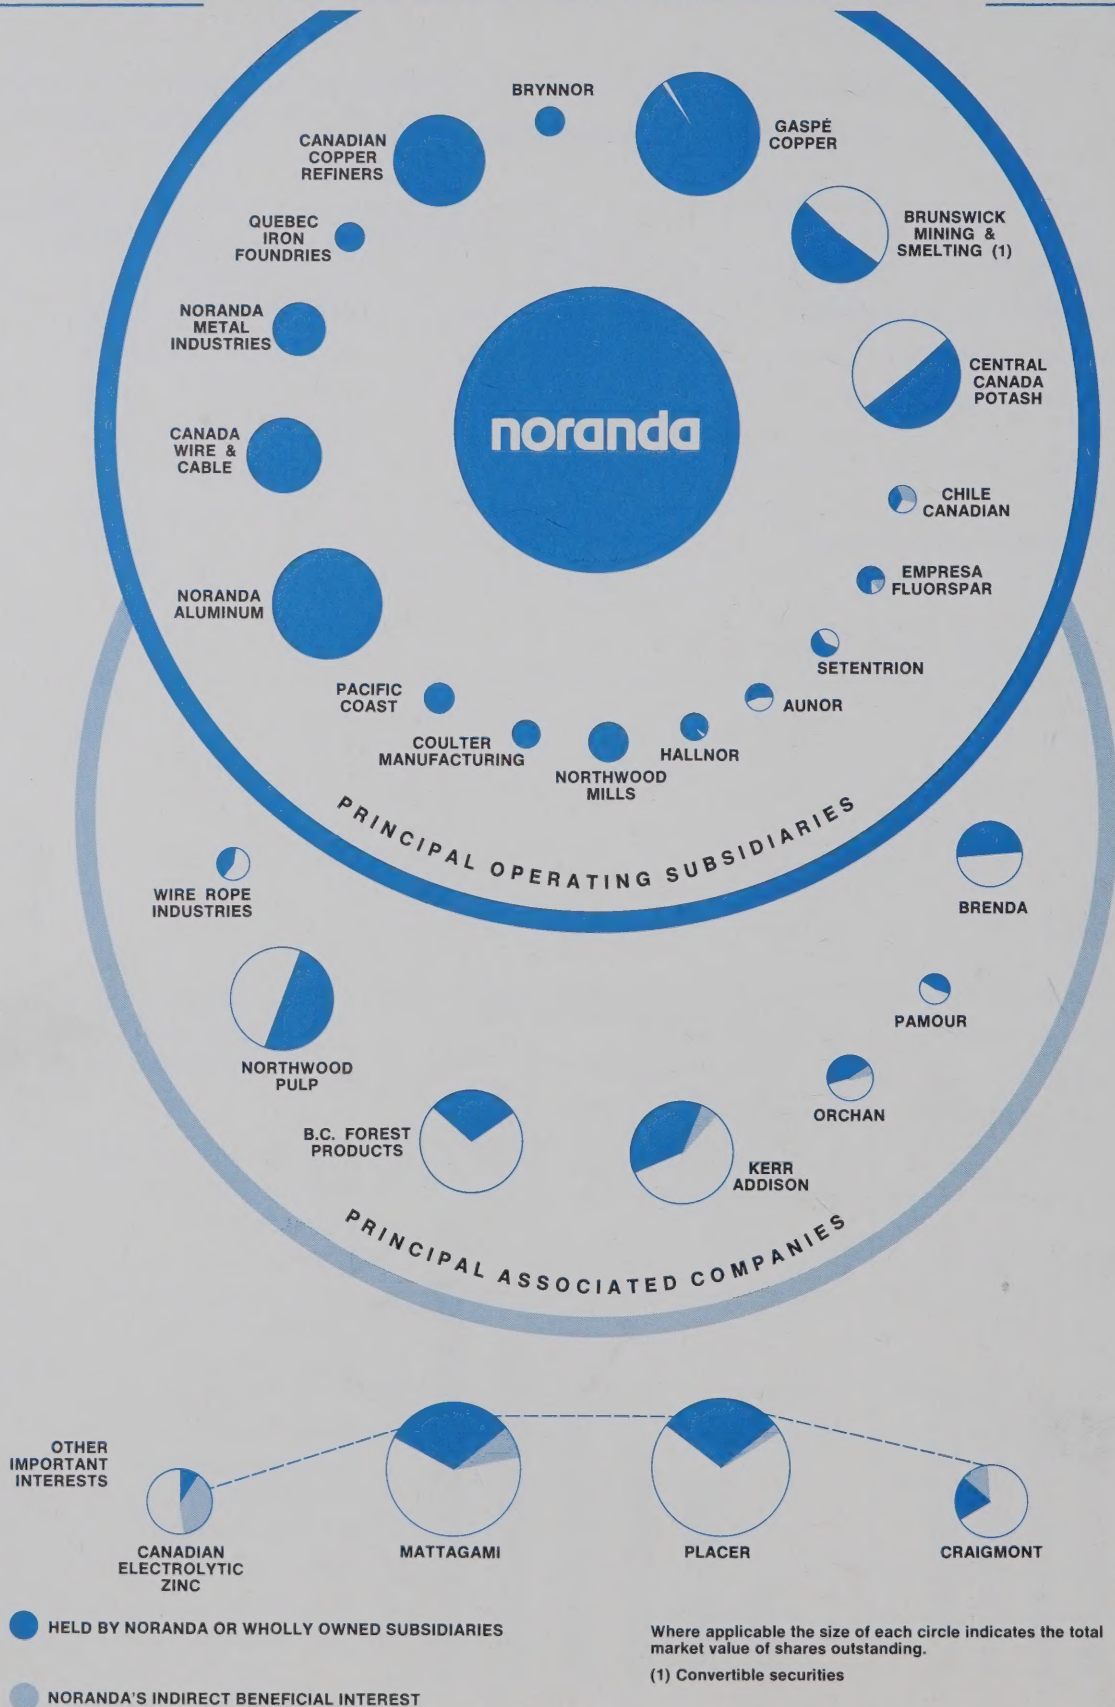 BRYNNOR
CANADIAN
COPPER
REFINERS
GASPÉ
COPPER
QUEBEC
IRON
FOUNDRIES
BRUNSWICK
MINING &
SMELTING (1)
NORANDA
METAL
INDUSTRIES
CENTRAL
CANADA
POTASH
noranda
CANADA
WIRE &
CABLE
CHILE
CANADIAN
EMPRESA
FLUORSPAR
NORANDA
ALUMINUM
SETENTRION
PACIFIC
COAST
AUNOR
COULTER
MANUFACTURING
NORTHWOOD
MILLS
HALLNOR
PRINCIPAL OPERATING SUBSIDIARIES
WIRE ROPE
INDUSTRIES
BRENDA
PAMOUR
NORTHWOOD
PULP
ORCHAN
B.C. FOREST
PRODUCTS
KERR
ADDISON
PRINCIPAL ASSOCIATED COMPANIES
OTHER
IMPORTANT
INTERESTS
CANADIAN
ELECTROLYTIC
ZINC
MATTAGAMI
PLACER
CRAIGMONT
HELD BY NORANDA OR WHOLLY OWNED SUBSIDIARIES
NORANDA'S INDIRECT BENEFICIAL INTEREST
Where applicable the size of each circle indicates the total
market value of shares outstanding.
(1) Convertible securities